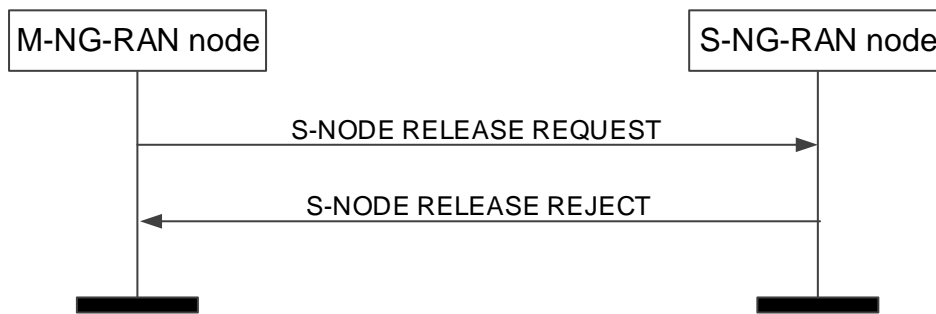 M-NG-RAN node
S-NG-RAN node
S-NODE RELEASE REQUEST
S-NODE RELEASE REJECT